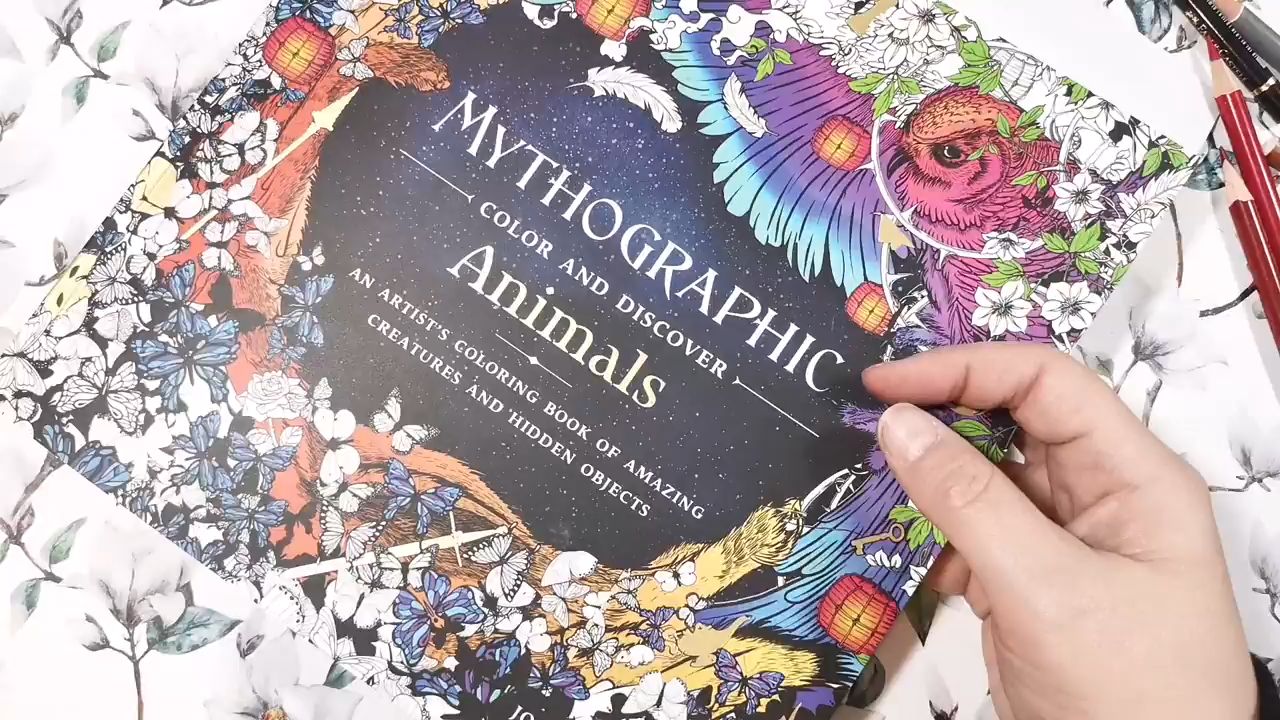 MYTHOGRAPHIC
COLOR AND DISCOVER
Animals
AN ARTIST'S COLORING BOOK OF AMAZING
CREATURES AND HIDDEN OBJECTS